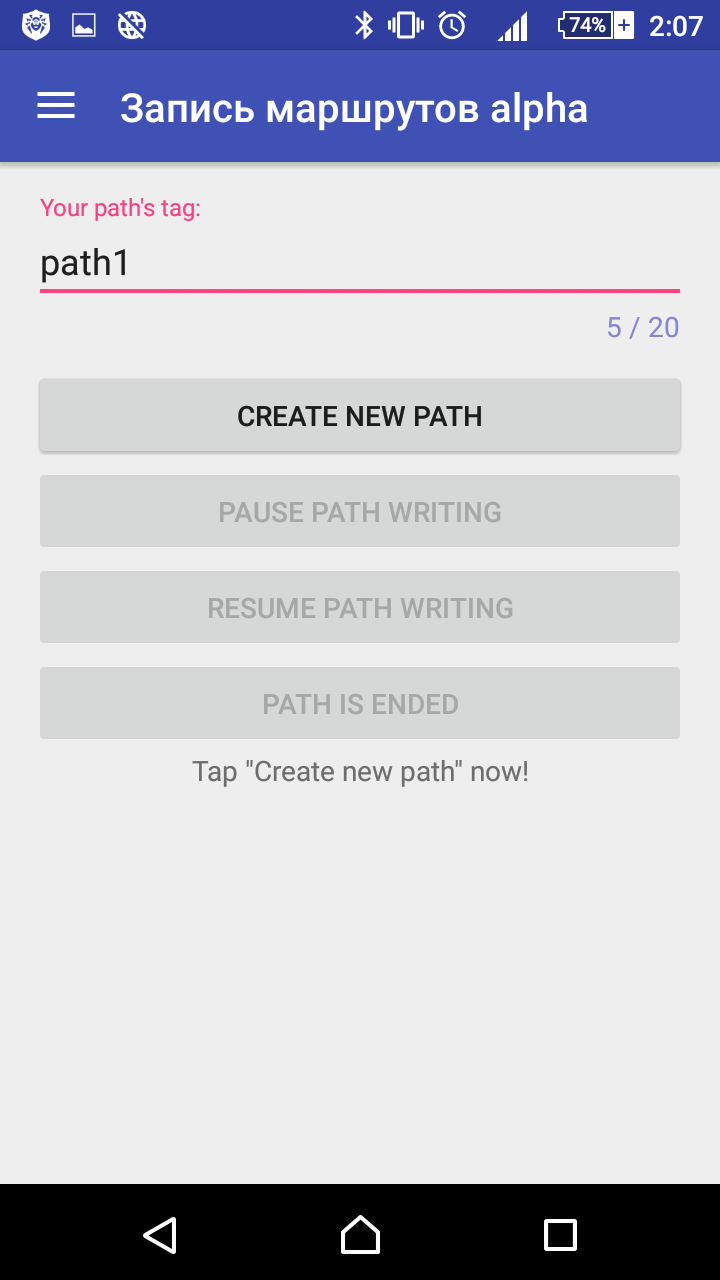 74% 2:07
Запись маршрутов alpha
Your path's tag:
path1
5 / 20
CREATE NEW PATH
PAUSE PATH WRITING
RESUME PATH WRITING
PATH IS ENDED
Tap "Create new path" now!